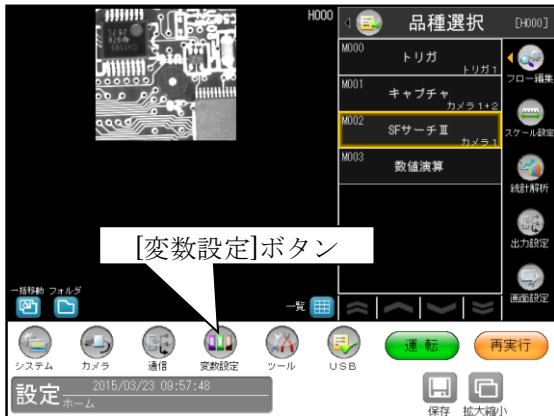 H000
品種選択
[H000]
M000
トリガ
トリガ1
M001
キャプチャ
カメラ1+2
M002
SFサーチⅢ
カメラ1
M003
数値演算
フロー編集
スケール設定
統計解析
出力設定
画面設定
[変数設定]ボタン
一括移動 フォルダ
一覧
システム
カメラ
通信
変数設定
ツール
USB
運転
再実行
設定
2015/03/23 09:57:48
ホーム
保存
拡大縮小